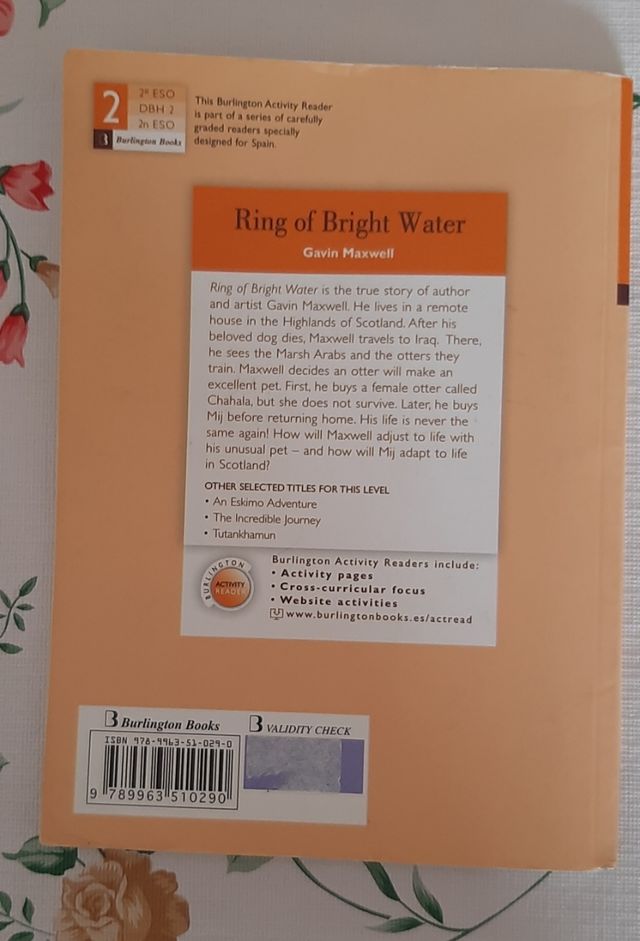 2
2º ESO
DBH 2
2n ESO
B Burlington Books
This Burlington Activity Reader
is part of a series of carefully
graded readers specially
designed for Spain.
Ring of Bright Water
Gavin Maxwell
Ring of Bright Water is the true story of author
and artist Gavin Maxwell. He lives in a remote
house in the Highlands of Scotland. After his
beloved dog dies, Maxwell travels to Iraq. There,
he sees the Marsh Arabs and the otters they
train. Maxwell decides an otter will make an
excellent pet. First, he buys a female otter called
Chahala, but she does not survive. Later, he buys
Mij before returning home. His life is never the
same again! How will Maxwell adjust to life with
his unusual pet – and how will Mij adapt to life
in Scotland?
OTHER SELECTED TITLES FOR THIS LEVEL
• An Eskimo Adventure
• The Incredible Journey
• Tutankhamun
BURLINGTON
ACTIVITY
READER
Burlington Activity Readers include:
• Activity pages
• Cross-curricular focus
• Website activities
www.burlingtonbooks.es/actread
B Burlington Books
B VALIDITY CHECK
ISBN 978-9963-51-029-0
9 789963 510290